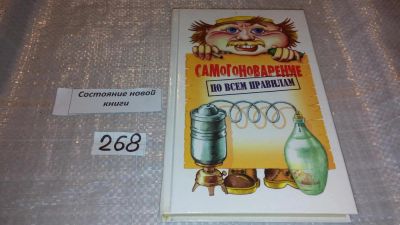 Состояние новой
книги
268
САМОГОНОВАРЕНИЕ
ПО ВСЕМ ПРАВИЛАМ